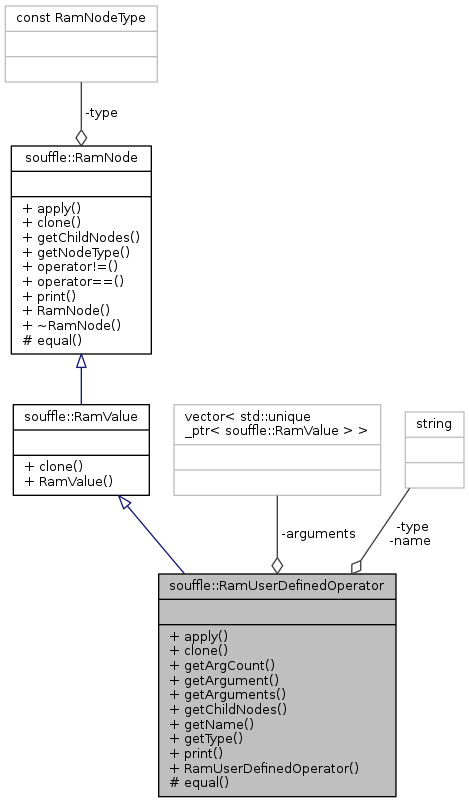 const RamNodeType
-type
souffle::RamNode
+ apply()
+ clone()
+ getChildNodes()
+ getNodeType()
+ operator!=()
+ operator==()
+ print()
+ RamNode()
+ ~RamNode()
# equal()
souffle::RamValue
+ clone()
+ RamValue()
vector< std::unique
_ptr< souffle::RamValue > >
string
-arguments
-type
-name
souffle::RamUserDefinedOperator
+ apply()
+ clone()
+ getArgCount()
+ getArgument()
+ getArguments()
+ getChildNodes()
+ getName()
+ getType()
+ print()
+ RamUserDefinedOperator()
# equal()